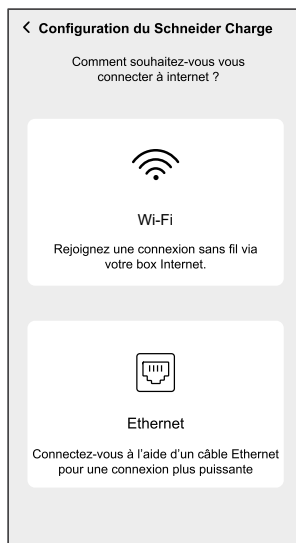 Configuration du Schneider Charge
Comment souhaitez-vous vous
connecter à internet ?
Wi-Fi
Rejoignez une connexion sans fil via
votre box Internet.
Ethernet
Connectez-vous à l'aide d'un câble Ethernet
pour une connexion plus puissante